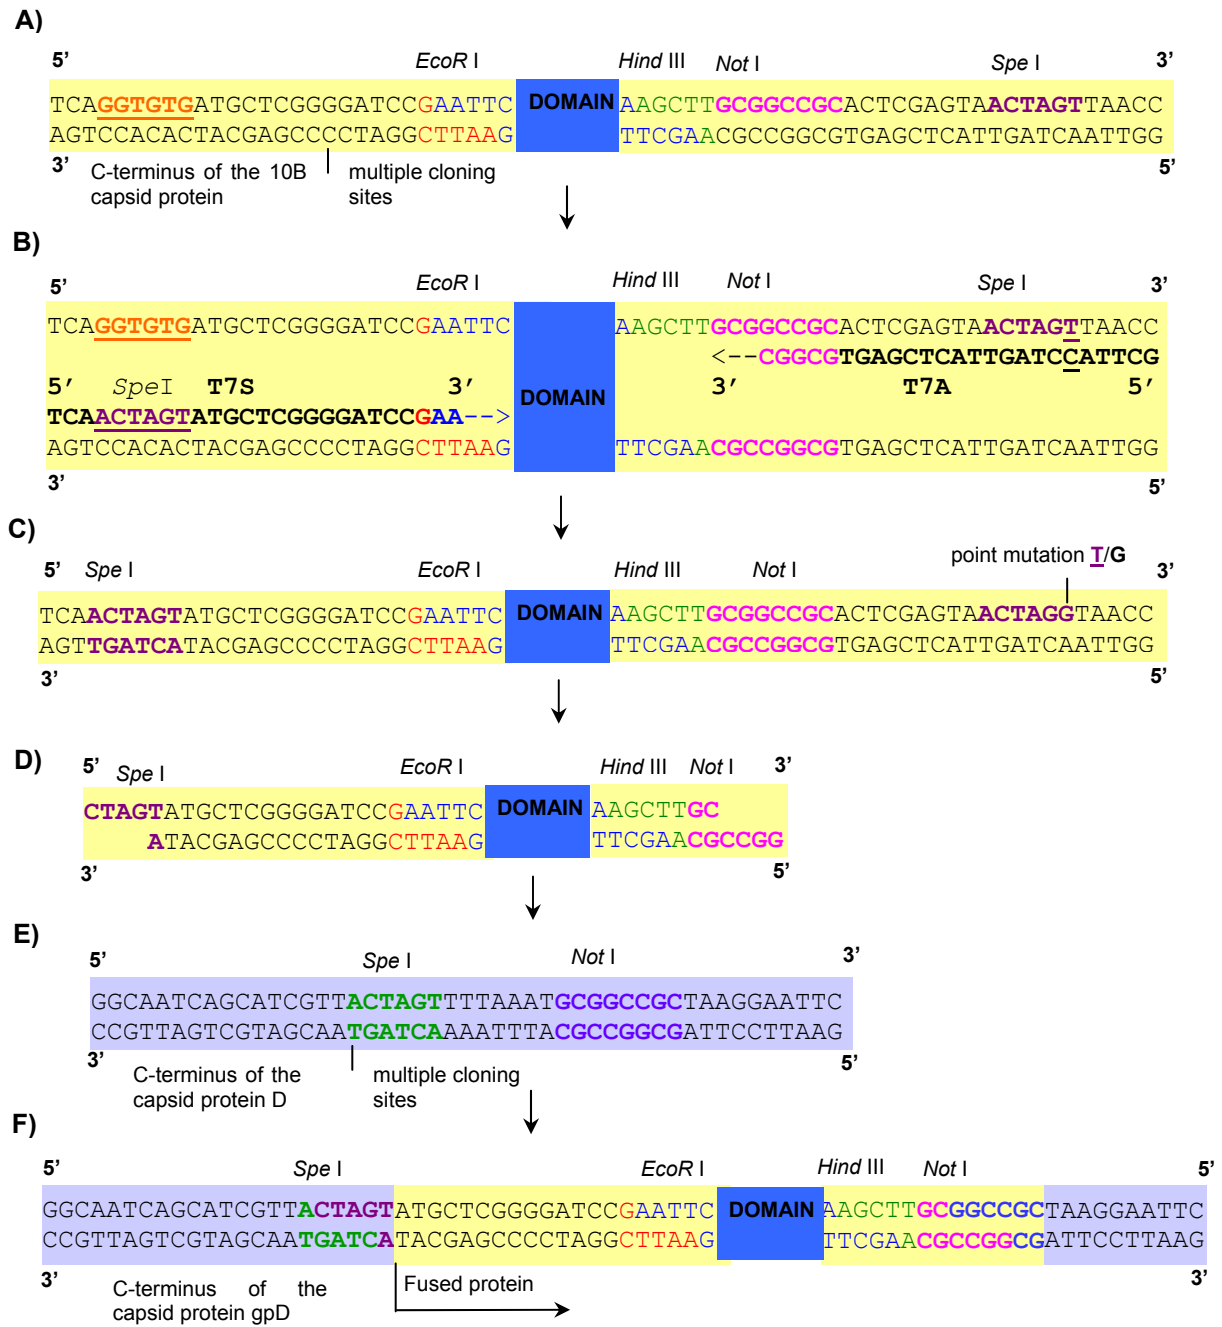 A)
5’ EcoR I Hind III Not I Spe I 3’
TCAGGTGTGATGCTCGGGGATCCGAATTC DOMAIN AAGCTTGCGGCCGCACTCGAGTAACTAGTTAACC
AGTCCACACTACGAGCCCCTAGGCTTAAG TTCGAACGCCGGCGTGAGCTCATTGATCAATTGG
3’ 5’
C-terminus of the 10B multiple cloning
capsid protein sites
B)
5’ EcoR I Hind III Not I Spe I 3’
TCAGGTGTGATGCTCGGGGATCCGAATTC AAGCTTGCGGCCGCACTCGAGTAACTAGTTAACC
<--CGGCGTGAGCTCATTGATCCATTCG
5’ SpeI T7S 3’ DOMAIN 3’ T7A 5’
TCAACTAGTATGCTCGGGGATCCGAA-->
AGTCCACACTACGAGCCCCTAGGCTTAAG TTCGAACGCCGGCGTGAGCTCATTGATCAATTGG
3’ 5’
C)
point mutation T/G
5’ Spe I EcoR I Hind III Not I 3’
TCAACTAGTATGCTCGGGGATCCGAATTC DOMAIN AAGCTTGCGGCCGCACTCGAGTAACTAGGTAACC
AGTTGATCATACGAGCCCCTAGGCTTAAG TTCGAACGCCGGCGTGAGCTCATTGATCAATTGG
3’ 5’
D)
5’ Spe I EcoR I Hind III Not I 3’
CTAGTATGCTCGGGGATCCGAATTC DOMAIN AAGCTTGC
ATACGAGCCCCTAGGCTTAAG TTCGAACGCCGG
3’ 5’
E)
5’ Spe I Not I 3’
GGCAATCAGCATCGTTACTAGTTTTAAATGCGGCCGCTAAGGAATTC
CCGTTAGTCGTAGCAATGATCAAAATTTACGCCGGCGATTCCTTAAG
3’ 5’
C-terminus of the multiple cloning
capsid protein D sites
F)
5’ Spe I EcoR I Hind III Not I 5’
GGCAATCAGCATCGTTACTAGTATGCTCGGGGATCCGAATTC DOMAIN AAGCTTGCGGCCGCTAAGGAATTC
CCGTTAGTCGTAGCAATGATCATACGAGCCCCTAGGCTTAAG TTCGAACGCCGGCGATTCCTTAAG
3’ 3’
C-terminus of the Fused protein
capsid protein gpD